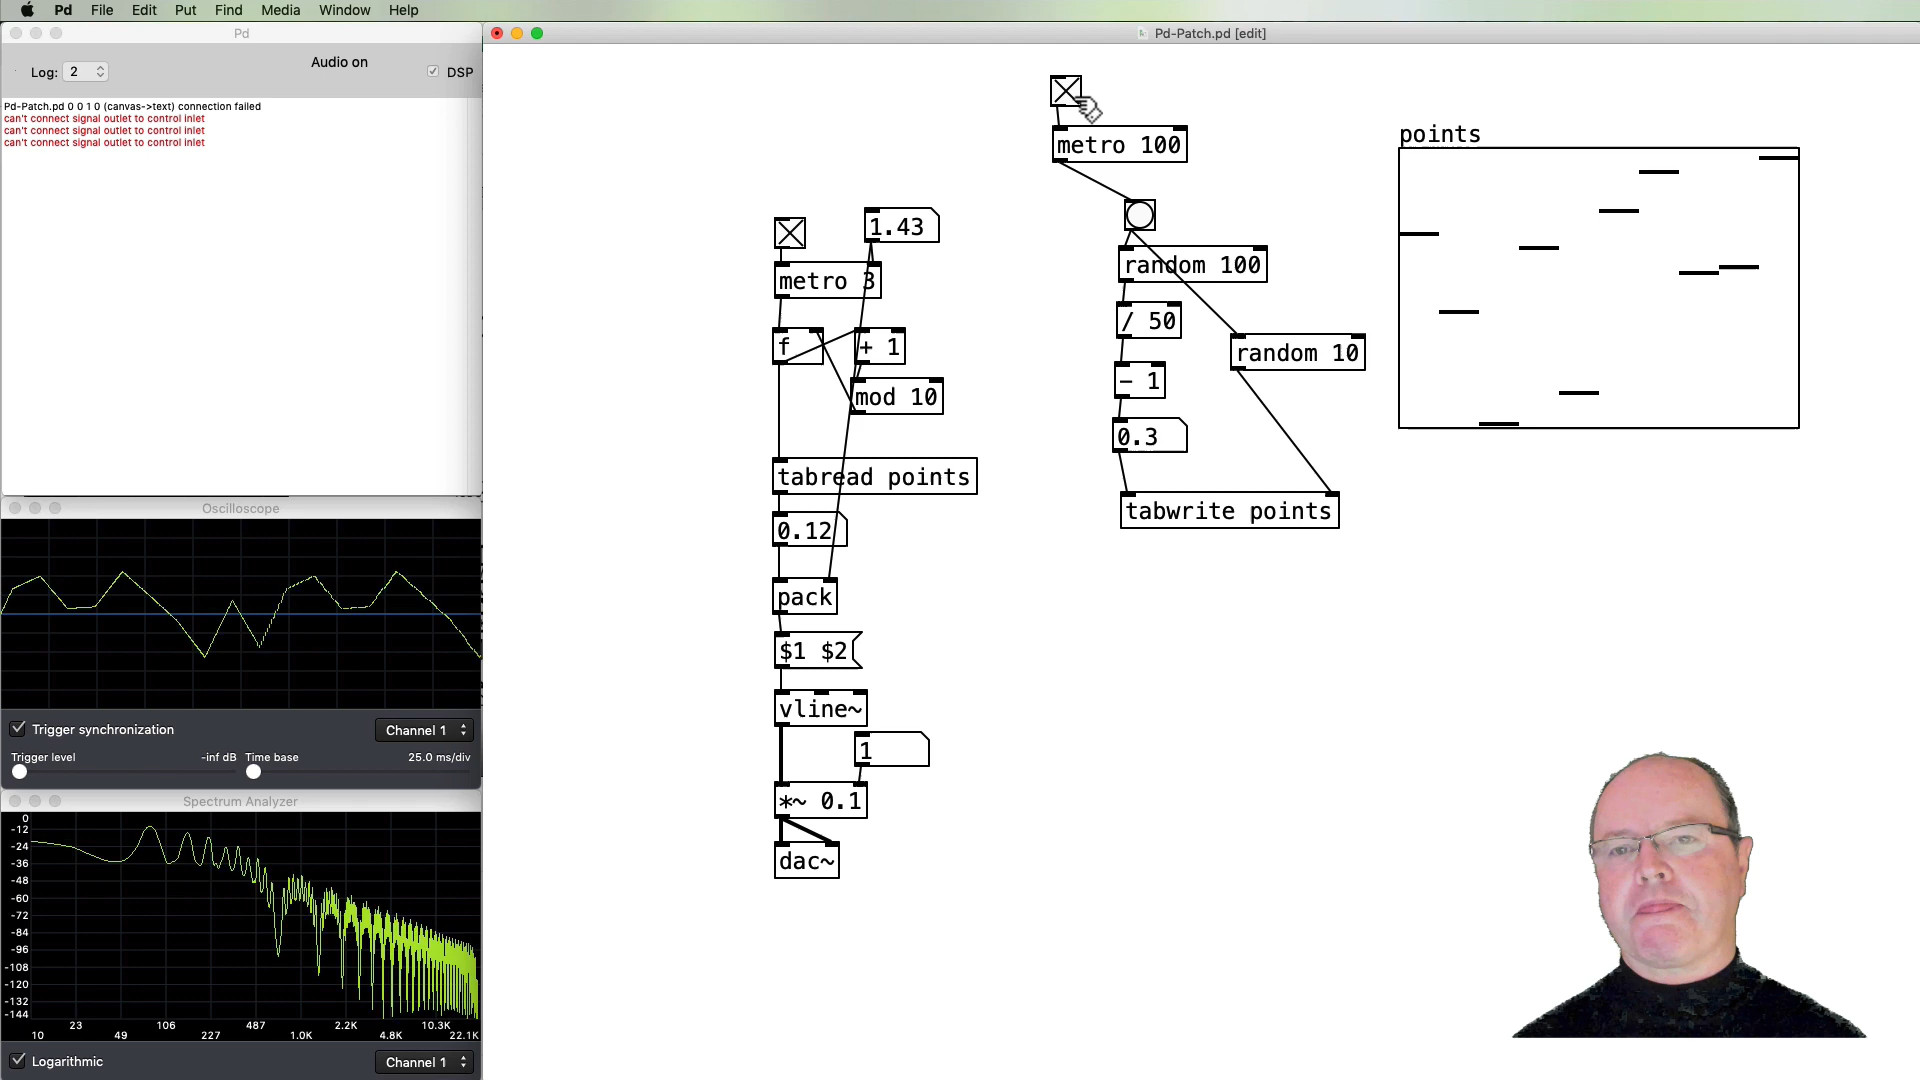 Pd File Edit Put Find Media Window Help
Pd
Log: 2
Audio on
DSP
Pd-Patch.pd 0 0 1 0 (canvas->text) connection failed
can't connect signal outlet to control inlet
can't connect signal outlet to control inlet
can't connect signal outlet to control inlet
Oscilloscope
Trigger synchronization
Channel 1
Trigger level
-inf dB
Time base
25.0 ms/div
Spectrum Analyzer
0
-12
-24
-36
-48
-60
-72
-84
-96
-108
-120
-132
-144
23 106 487 2.2K 10.3K
10 49 227 1.0K 4.8K 22.1K
Logarithmic
Channel 1
Pd-Patch.pd [edit]
1.43
metro 3
f
+ 1
mod 10
tabread points
0.12
pack
$1 $2
vline~
1
*~ 0.1
dac~
metro 100
random 100
/ 50
- 1
0.3
random 10
tabwrite points
points